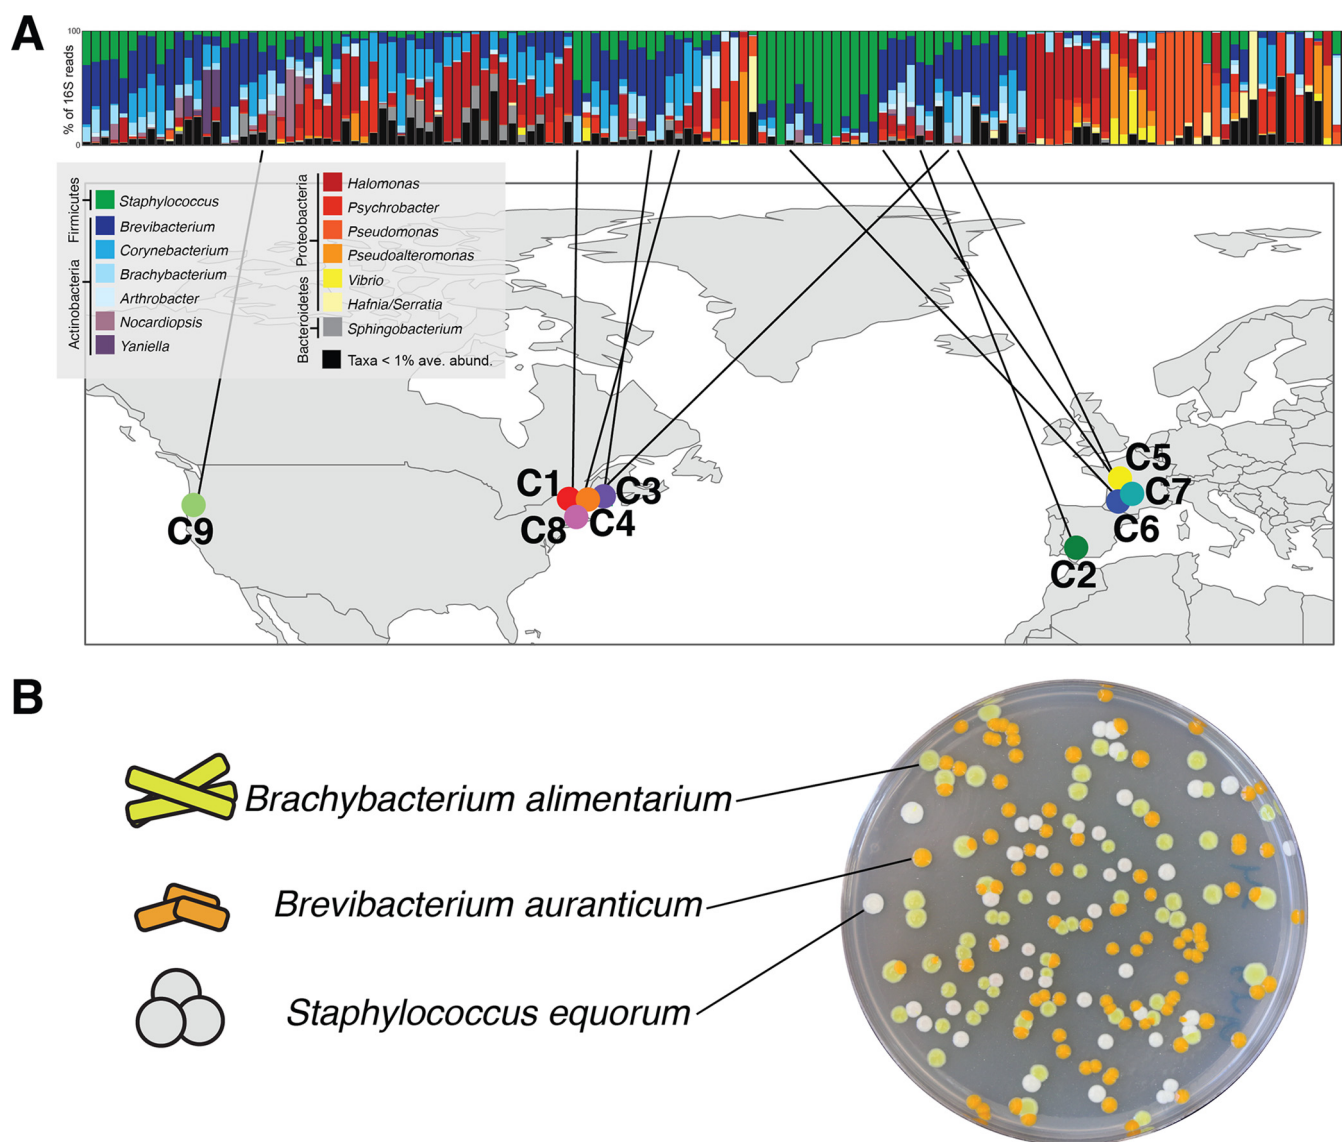 A
100
% of 16S reads
0
Firmicutes
Staphylococcus
Actinobacteria
Brevibacterium
Corynebacterium
Brachybacterium
Arthrobacter
Nocardiopsis
Yaniella
Proteobacteria
Halomonas
Psychrobacter
Pseudomonas
Pseudoalteromonas
Vibrio
Hafnia/Serratia
Bacteroidetes
Sphingobacterium
Taxa < 1% ave. abund.
C9
C1
C3
C8
C4
C5
C7
C6
C2
B
Brachybacterium alimentarium
Brevibacterium auranticum
Staphylococcus equorum